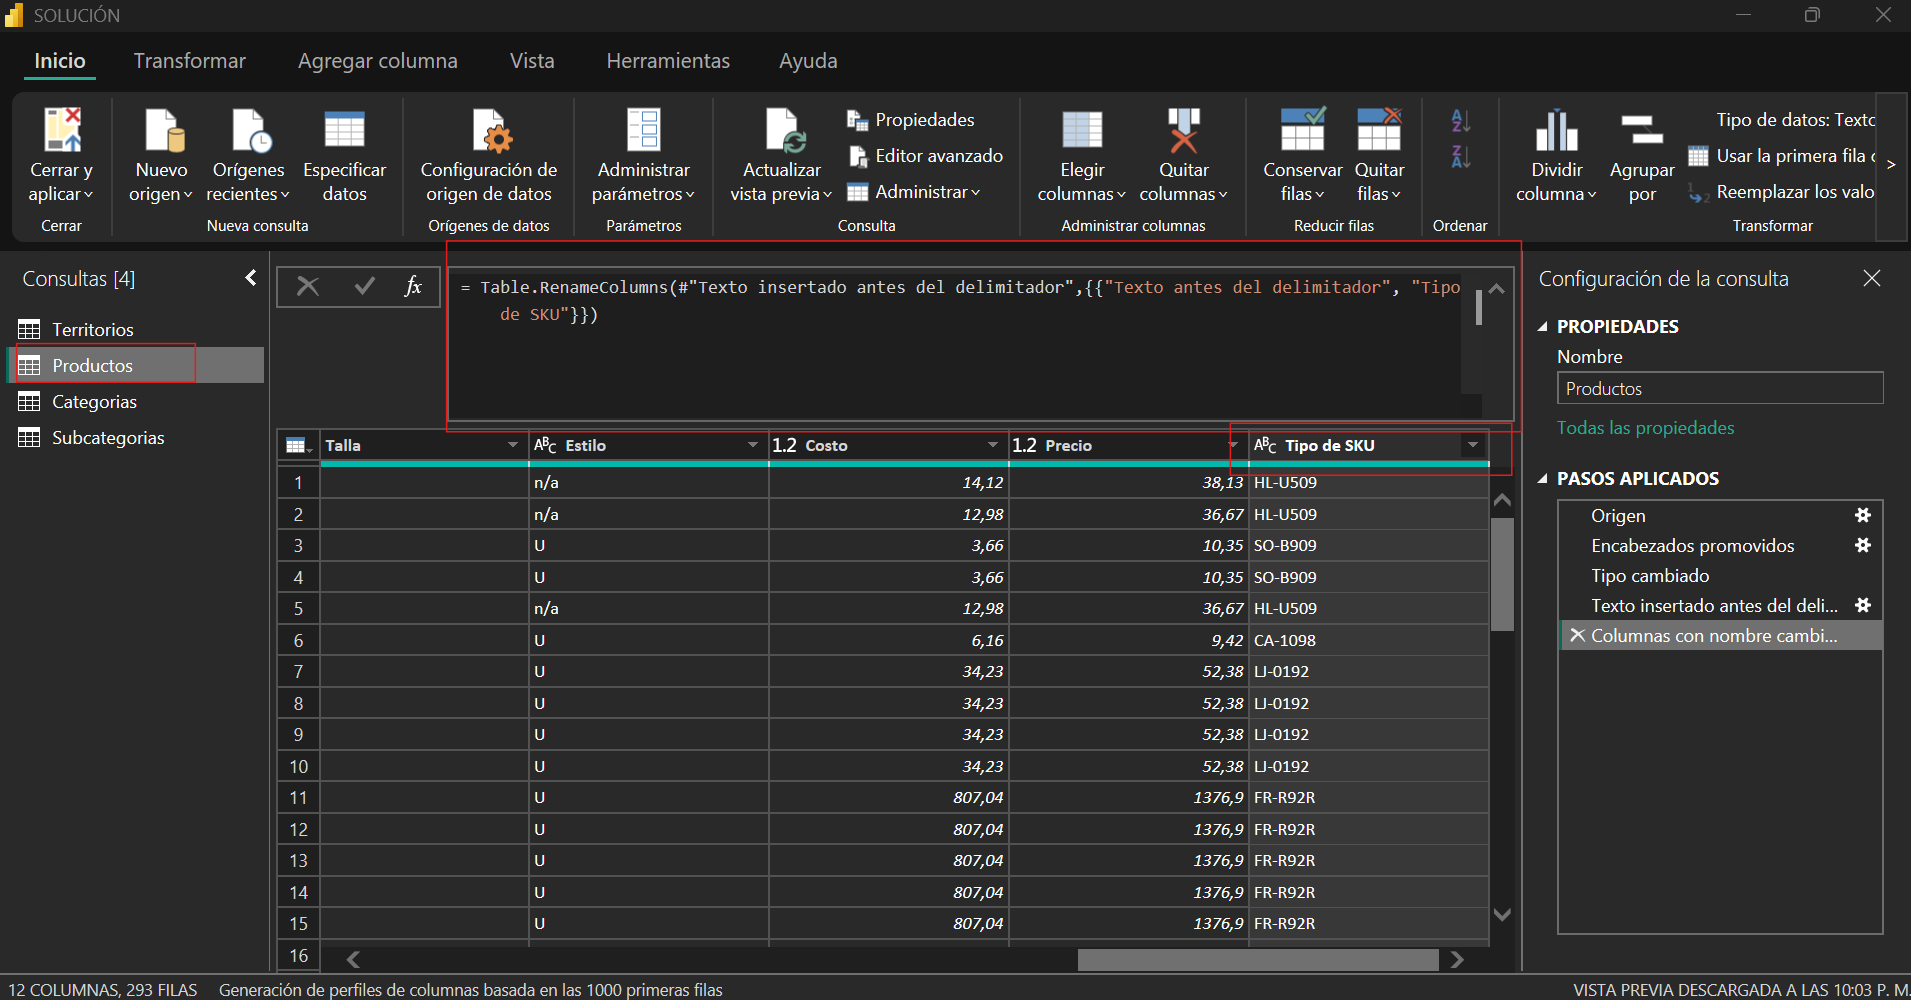 SOLUCIÓN
Inicio
Transformar
Agregar columna
Vista
Herramientas
Ayuda
Cerrar y
aplicar
Cerrar
Nuevo
origen
Orígenes
recientes
Especificar
datos
Nueva consulta
Configuración de
origen de datos
Orígenes de datos
Administrar
parámetros
Parámetros
Actualizar
vista previa
Propiedades
Editor avanzado
Administrar
Consulta
Elegir
columnas
Quitar
columnas
Administrar columnas
Conservar
filas
Quitar
filas
Reducir filas
Ordenar
Dividir
columna
Agrupar
por
Tipo de datos: Texto
Usar la primera fila
Reemplazar los valo
Transformar
Consultas [4]
Territorios
Productos
Categorias
Subcategorias
fx
= Table.RenameColumns(#"Texto insertado antes del delimitador",{{"Texto antes del delimitador", "Tipo
de SKU"}})
Talla ABC Estilo 1.2 Costo 1.2 Precio ABC Tipo de SKU
1 n/a 14,12 38,13 HL-U509
2 n/a 12,98 36,67 HL-U509
3 U 3,66 10,35 SO-B909
4 U 3,66 10,35 SO-B909
5 n/a 12,98 36,67 HL-U509
6 U 6,16 9,42 CA-1098
7 U 34,23 52,38 LJ-0192
8 U 34,23 52,38 LJ-0192
9 U 34,23 52,38 LJ-0192
10 U 34,23 52,38 LJ-0192
11 U 807,04 1376,9 FR-R92R
12 U 807,04 1376,9 FR-R92R
13 U 807,04 1376,9 FR-R92R
14 U 807,04 1376,9 FR-R92R
15 U 807,04 1376,9 FR-R92R
16
Configuración de la consulta
PROPIEDADES
Nombre
Productos
Todas las propiedades
PASOS APLICADOS
Origen
Encabezados promovidos
Tipo cambiado
Texto insertado antes del deli...
Columnas con nombre cambi...
12 COLUMNAS, 293 FILAS
Generación de perfiles de columnas basada en las 1000 primeras filas
VISTA PREVIA DESCARGADA A LAS 10:03 P. M.